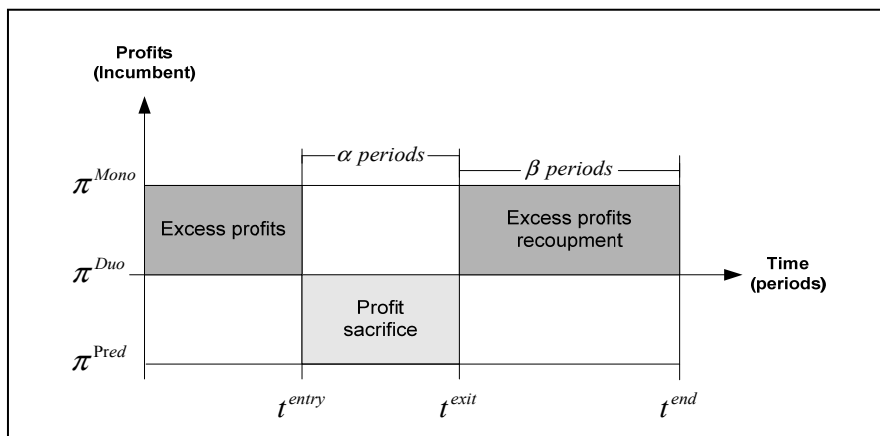 Profits
(Incumbent)
α periods
β periods
π^Mono
Excess profits
Excess profits
recoupment
π^Duo
Time
(periods)
Profit
sacrifice
π^Pred
t^entry
t^exit
t^end